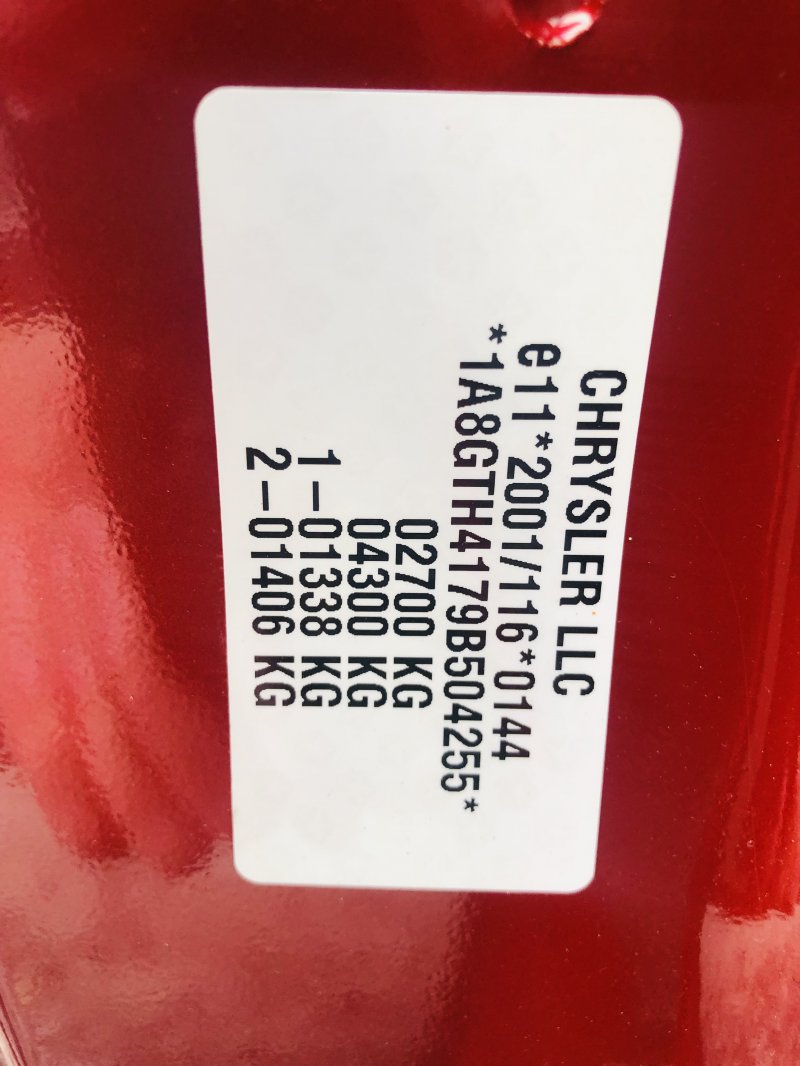 CHRYSLER LLC
e11*2001/116*0144
*1A8GTH4179B504255*
02700 KG
04300 KG
1–01338 KG
2–01406 KG